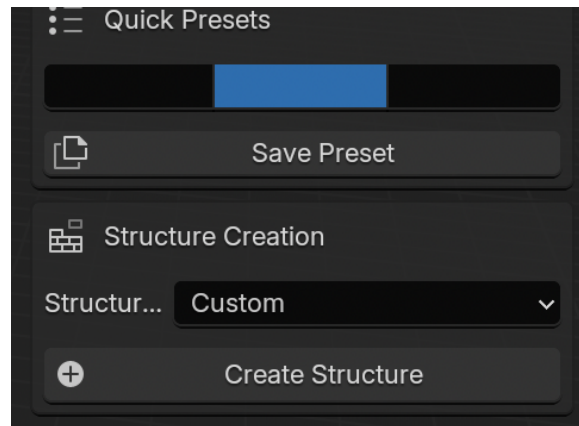 Quick Presets
Save Preset
Structure Creation
Structur... Custom
Create Structure